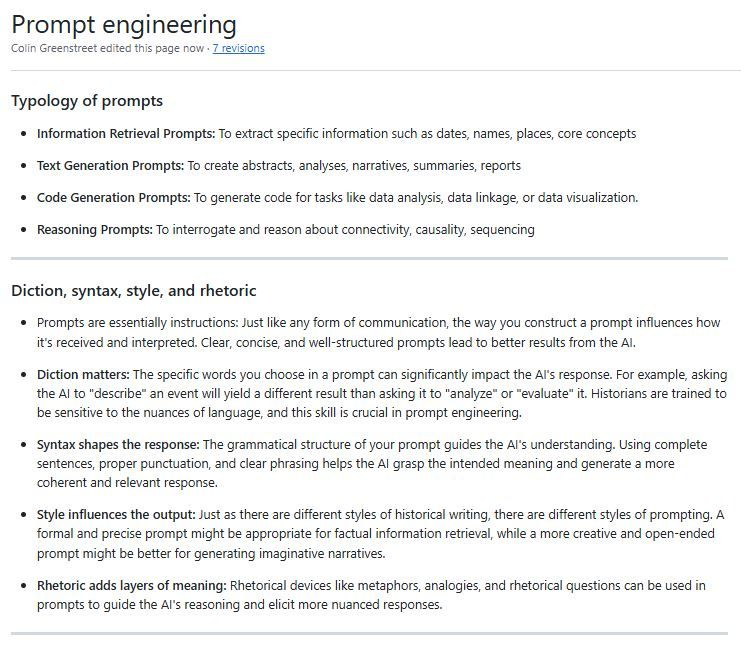 Prompt engineering
Colin Greenstreet edited this page now · 7 revisions
Typology of prompts
• Information Retrieval Prompts: To extract specific information such as dates, names, places, core concepts
• Text Generation Prompts: To create abstracts, analyses, narratives, summaries, reports
• Code Generation Prompts: To generate code for tasks like data analysis, data linkage, or data visualization.
• Reasoning Prompts: To interrogate and reason about connectivity, causality, sequencing
Diction, syntax, style, and rhetoric
• Prompts are essentially instructions: Just like any form of communication, the way you construct a prompt influences how
it's received and interpreted. Clear, concise, and well-structured prompts lead to better results from the AI.
• Diction matters: The specific words you choose in a prompt can significantly impact the AI's response. For example, asking
the AI to "describe" an event will yield a different result than asking it to "analyze" or "evaluate" it. Historians are trained to
be sensitive to the nuances of language, and this skill is crucial in prompt engineering.
• Syntax shapes the response: The grammatical structure of your prompt guides the AI's understanding. Using complete
sentences, proper punctuation, and clear phrasing helps the AI grasp the intended meaning and generate a more
coherent and relevant response.
• Style influences the output: Just as there are different styles of historical writing, there are different styles of prompting. A
formal and precise prompt might be appropriate for factual information retrieval, while a more creative and open-ended
prompt might be better for generating imaginative narratives.
• Rhetoric adds layers of meaning: Rhetorical devices like metaphors, analogies, and rhetorical questions can be used in
prompts to guide the AI's reasoning and elicit more nuanced responses.